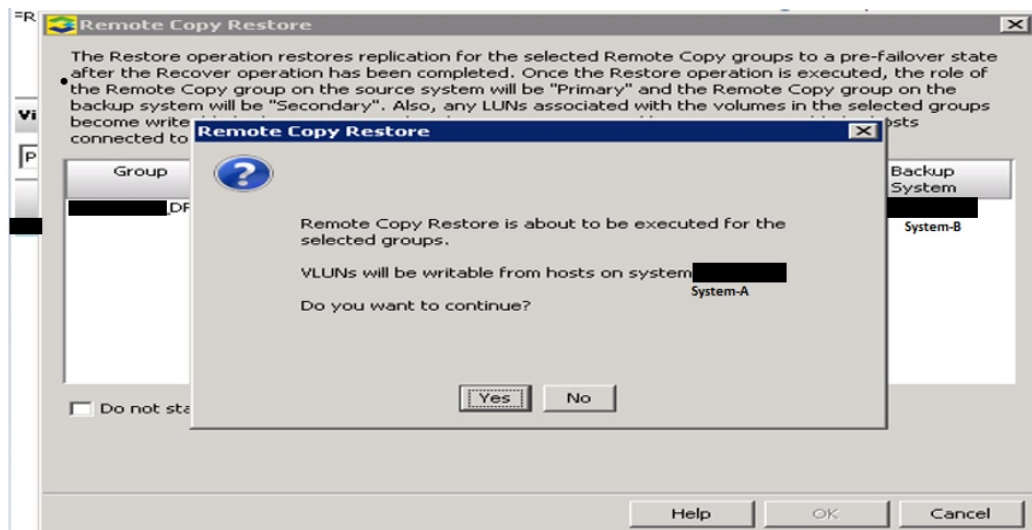 =R
Remote Copy Restore
The Restore operation restores replication for the selected Remote Copy groups to a pre-failover state
after the Recover operation has been completed. Once the Restore operation is executed, the role of
the Remote Copy group on the source system will be "Primary" and the Remote Copy group on the
backup system will be "Secondary". Also, any LUNs associated with the volumes in the selected groups
become
connected to
Vi
P
Group
Backup
System
System-B
Remote Copy Restore
Remote Copy Restore is about to be executed for the
selected groups.
VLUNs will be writable from hosts on system
System-A
Do you want to continue?
Yes
No
Do not sta
Help
OK
Cancel